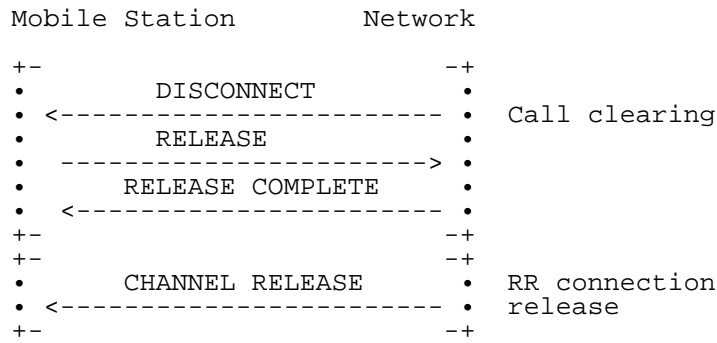 Mobile Station Network
+- -+
• DISCONNECT •
• <------------------------ • Call clearing
• RELEASE •
• -----------------------> •
• RELEASE COMPLETE •
• <----------------------- •
+- -+
+- -+
• CHANNEL RELEASE • RR connection
• <------------------------ • release
+- -+